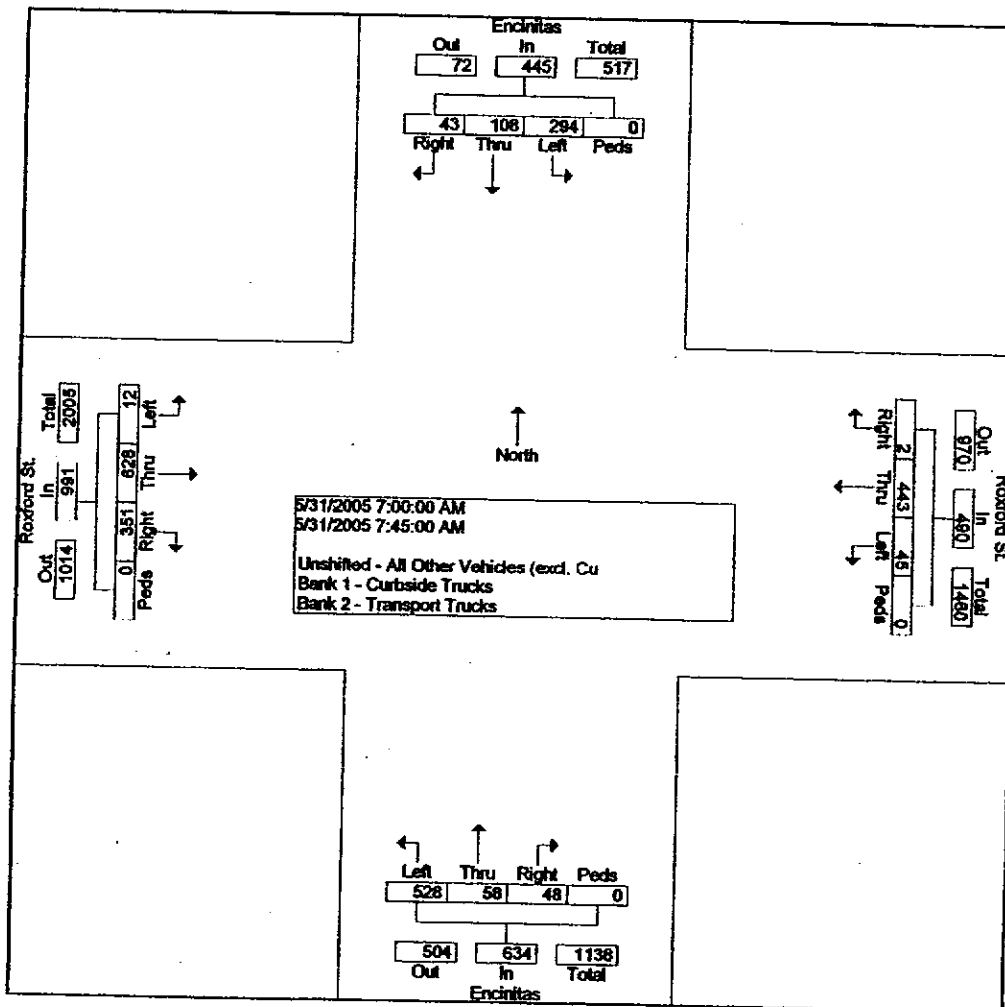 Encinitas
Out In Total
72 445 517
43 108 294 0
Right Thru Left Peds
Roxford St.
Total In Out
2005 991 1014
12 628 351 0
Left Thru Right Peds
North
5/31/2005 7:00:00 AM
5/31/2005 7:45:00 AM
Unshifted - All Other Vehicles (excl. Cu
Bank 1 - Curbside Trucks
Bank 2 - Transport Trucks
Right Thru Left Peds
2 443 45 0
Out In Total
970 490 1460
Roxford St.
Left Thru Right Peds
528 58 48 0
504 634 1138
Out In Total
Encinitas